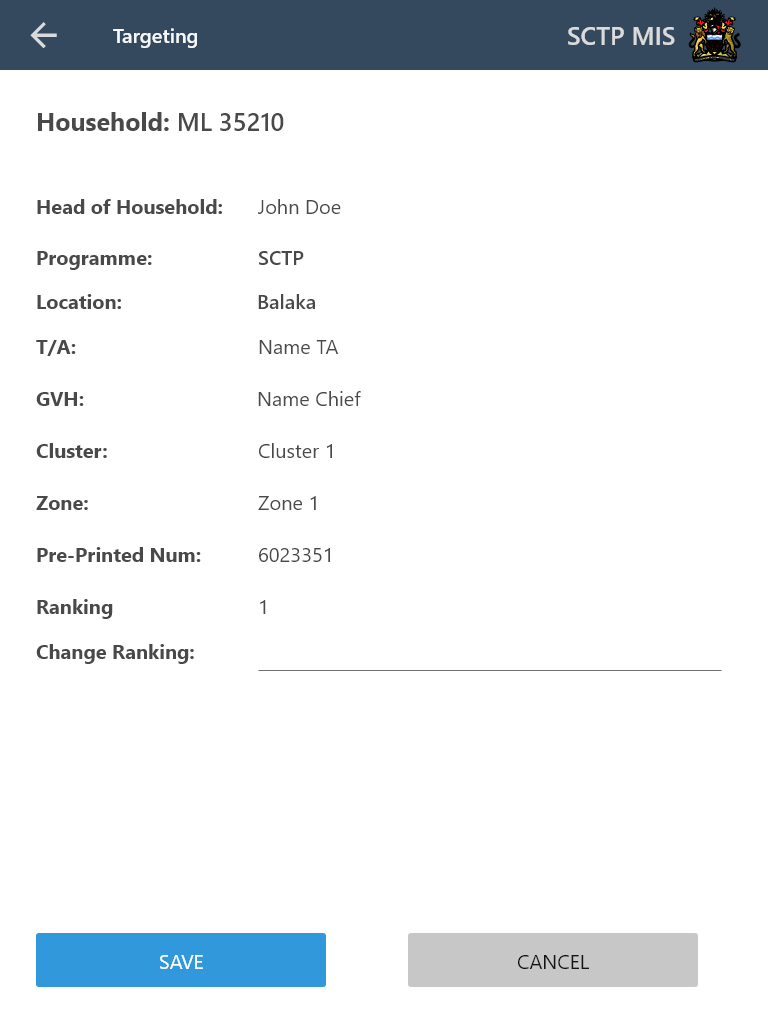 Targeting
SCTP MIS
Household: ML 35210
Head of Household: John Doe
Programme: SCTP
Location: Balaka
T/A: Name TA
GVH: Name Chief
Cluster: Cluster 1
Zone: Zone 1
Pre-Printed Num: 6023351
Ranking 1
Change Ranking:
SAVE
CANCEL